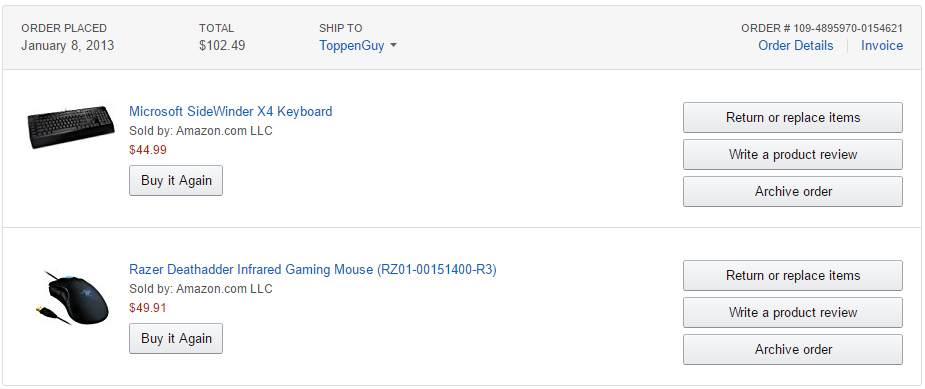 ORDER PLACED
January 8, 2013
TOTAL
$102.49
SHIP TO
ToppenGuy
ORDER # 109-4895970-0154621
Order Details
Invoice
Microsoft SideWinder X4 Keyboard
Sold by: Amazon.com LLC
$44.99
Buy it Again
Return or replace items
Write a product review
Archive order
Razer Deathadder Infrared Gaming Mouse (RZ01-00151400-R3)
Sold by: Amazon.com LLC
$49.91
Buy it Again
Return or replace items
Write a product review
Archive order